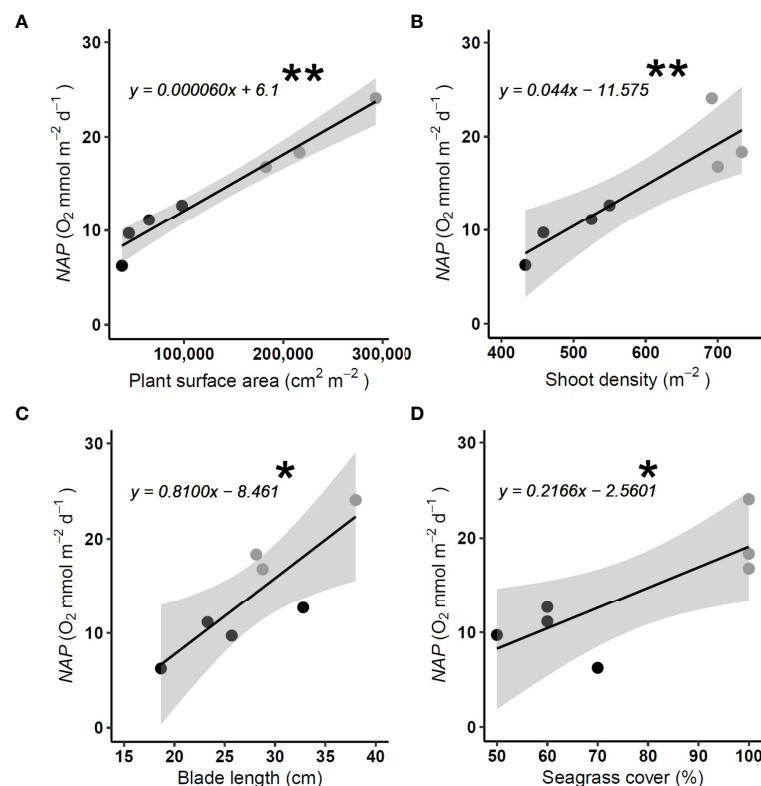 A
30
20
10
0
NAP (O₂ mmol m⁻² d⁻¹)
y = 0.000060x + 6.1
**
100,000
200,000
300,000
Plant surface area (cm² m⁻²)
B
30
20
10
0
NAP (O₂ mmol m⁻² d⁻¹)
y = 0.044x − 11.575
**
400
500
600
700
Shoot density (m⁻²)
C
30
20
10
0
NAP (O₂ mmol m⁻² d⁻¹)
y = 0.8100x − 8.461
*
15
20
25
30
35
40
Blade length (cm)
D
30
20
10
0
NAP (O₂ mmol m⁻² d⁻¹)
y = 0.2166x − 2.5601
*
50
60
70
80
90
100
Seagrass cover (%)